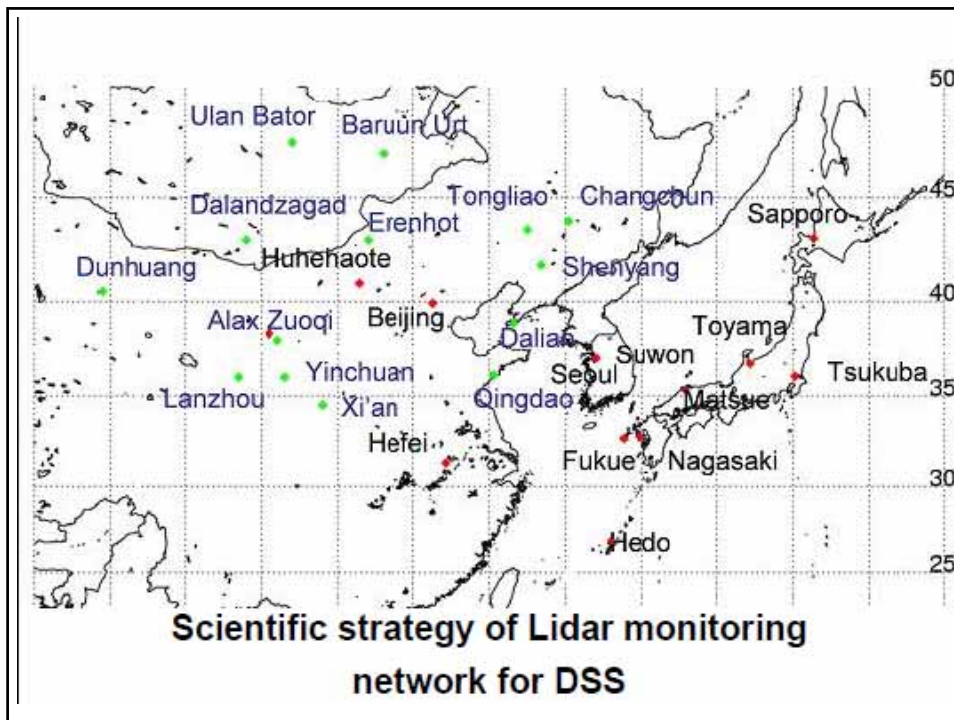 50
Ulan Bator
Baruun Urt
45
Tongliao
Changchun
Dalandzagad
Erenhot
Sapporo
Huhehaote
Dunhuang
Shenyang
40
Beijing
Alax Zuoqi
Dalian
Toyama
Suwon
Seoul
Yinchuan
Tsukuba
Lanzhou
Xi'an
Qingdao
Matsue
35
Hefei
Fukue
Nagasaki
30
Hedo
25
Scientific strategy of Lidar monitoring
network for DSS